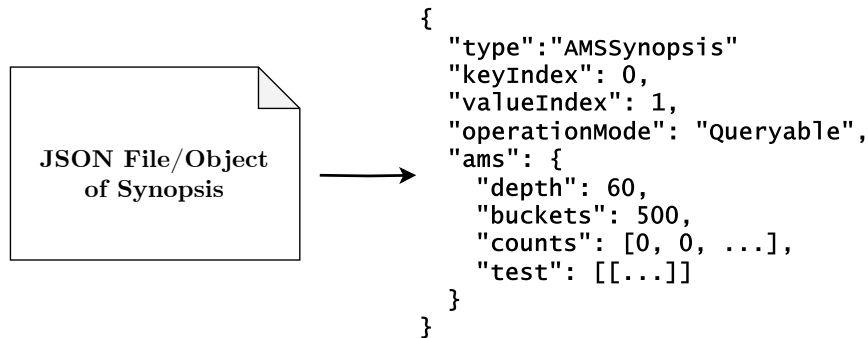 JSON File/Object
of Synopsis
{
"type":"AMSSynopsis"
"keyIndex": 0,
"valueIndex": 1,
"operationMode": "Queryable",
"ams": {
"depth": 60,
"buckets": 500,
"counts": [0, 0, ...],
"test": [[...]]
}
}